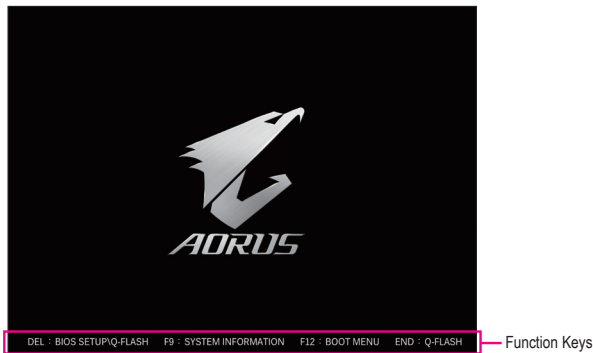 AORUS
DEL : BIOS SETUP\Q-FLASH F9 : SYSTEM INFORMATION F12 : BOOT MENU END : Q-FLASH
Function Keys